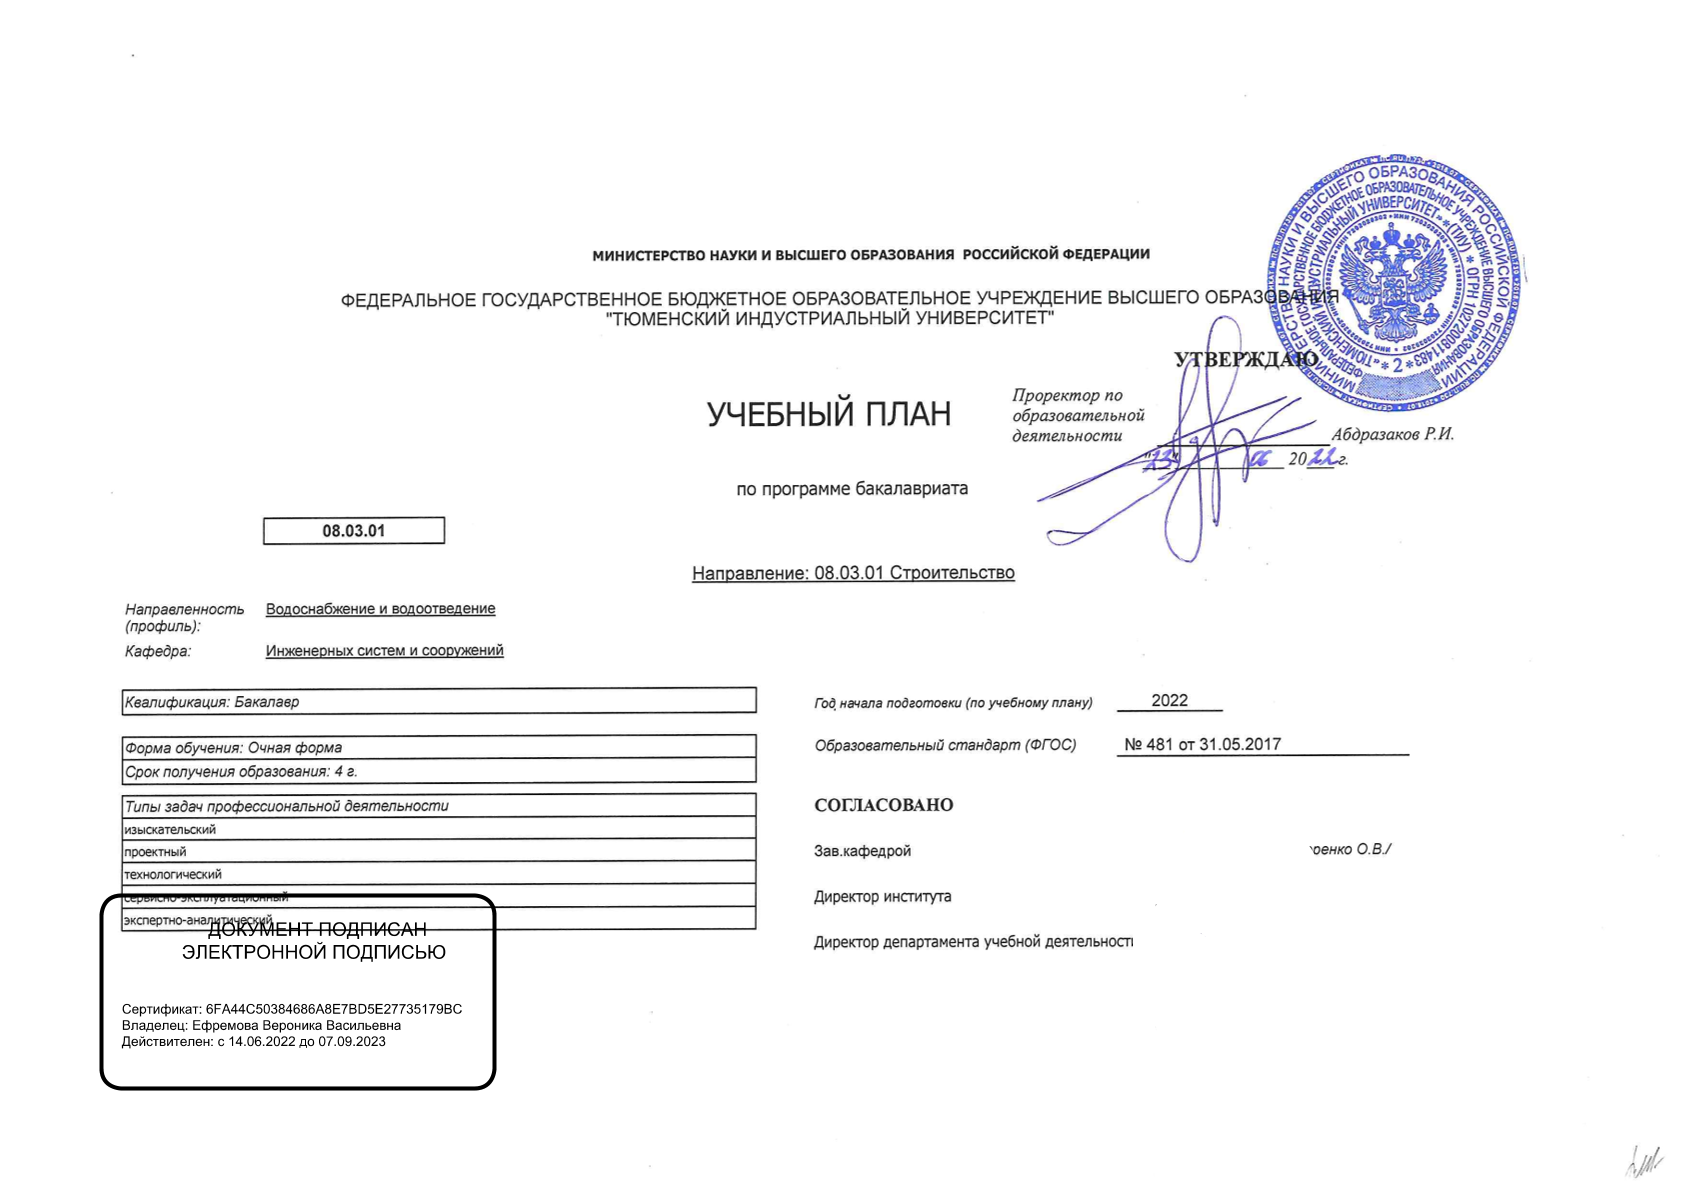 МИНИСТЕРСТВО НАУКИ И ВЫСШЕГО ОБРАЗОВАНИЯ РОССИЙСКОЙ ФЕДЕРАЦИИ
ФЕДЕРАЛЬНОЕ ГОСУДАРСТВЕННОЕ БЮДЖЕТНОЕ ОБРАЗОВАТЕЛЬНОЕ УЧРЕЖДЕНИЕ ВЫСШЕГО ОБРАЗОВАНИЯ
"ТЮМЕНСКИЙ ИНДУСТРИАЛЬНЫЙ УНИВЕРСИТЕТ"
УТВЕРЖДАЮ
Проректор по
образовательной
деятельности
Абдразаков Р.И.
"23" 06 2022г.
УЧЕБНЫЙ ПЛАН
по программе бакалавриата
08.03.01
Направление: 08.03.01 Строительство
Направленность
(профиль):
Водоснабжение и водоотведение
Кафедра: Инженерных систем и сооружений
Квалификация: Бакалавр
Форма обучения: Очная форма
Срок получения образования: 4 г.
Типы задач профессиональной деятельности
изыскательский
проектный
технологический
сервисно-эксплуатационный
экспертно-аналитический
Год начала подготовки (по учебному плану) 2022
Образовательный стандарт (ФГОС) № 481 от 31.05.2017
СОГЛАСОВАНО
Зав.кафедрой
енко О.В./
Директор института
Директор департамента учебной деятельност
ДОКУМЕНТ ПОДПИСАН
ЭЛЕКТРОННОЙ ПОДПИСЬЮ
Сертификат: 6FA44C50384686A8E7BD5E27735179BC
Владелец: Ефремова Вероника Васильевна
Действителен: с 14.06.2022 до 07.09.2023
МИНИСТЕРСТВО НАУКИ И ВЫСШЕГО ОБРАЗОВАНИЯ РОССИЙСКОЙ ФЕДЕРАЦИИ
ФЕДЕРАЛЬНОЕ ГОСУДАРСТВЕННОЕ БЮДЖЕТНОЕ ОБРАЗОВАТЕЛЬНОЕ УЧРЕЖДЕНИЕ ВЫСШЕГО ОБРАЗОВАНИЯ
«ТЮМЕНСКИЙ ИНДУСТРИАЛЬНЫЙ УНИВЕРСИТЕТ» * (ТИУ) * ОГРН 1027200811483 * 2 *